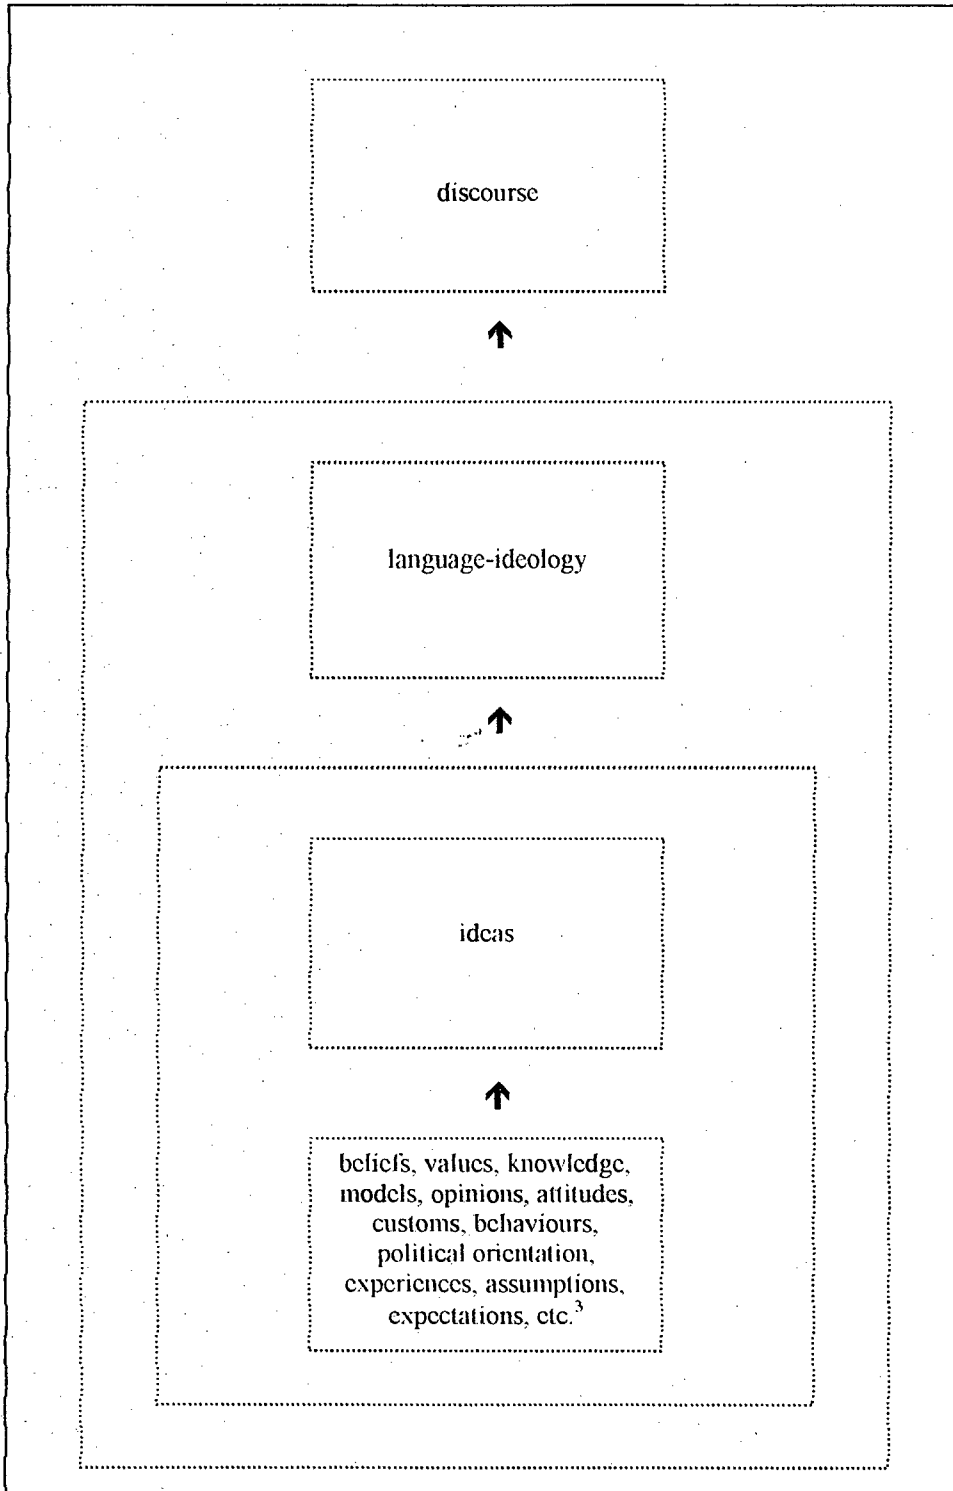 discourse
language-ideology
ideas
beliefs, values, knowledge,
models, opinions, attitudes,
customs, behaviours,
political orientation,
experiences, assumptions,
expectations, etc.³